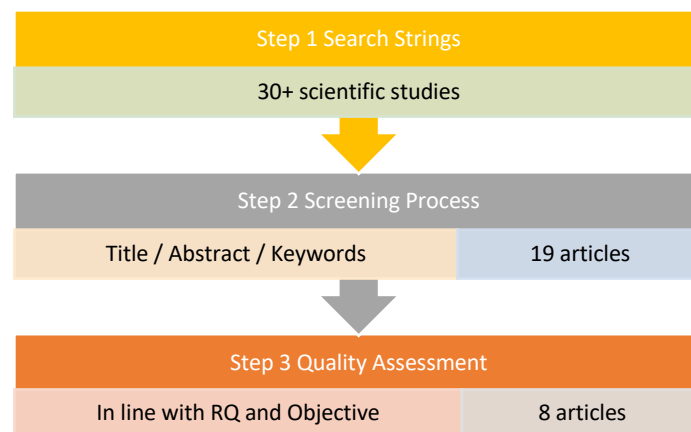 Step 1 Search Strings
30+ scientific studies
Step 2 Screening Process
Title / Abstract / Keywords
19 articles
Step 3 Quality Assessment
In line with RQ and Objective
8 articles